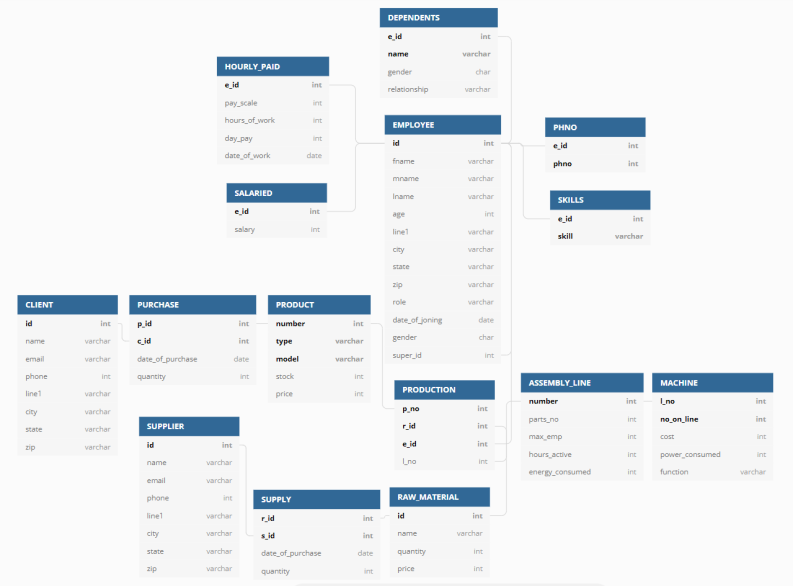 DEPENDENTS
e_id int
name varchar
gender char
relationship varchar
HOURLY_PAID
e_id int
pay_scale int
hours_of_work int
day_pay int
date_of_work date
EMPLOYEE
id int
fname varchar
mname varchar
lname varchar
age int
line1 varchar
city varchar
state varchar
zip varchar
role varchar
date_of_joning date
gender char
super_id int
PHNO
e_id int
phno int
SALARIED
e_id int
salary int
SKILLS
e_id int
skill varchar
CLIENT
id int
name varchar
email varchar
phone int
line1 varchar
city varchar
state varchar
zip varchar
PURCHASE
p_id int
c_id int
date_of_purchase date
quantity int
PRODUCT
number int
type varchar
model varchar
stock int
price int
PRODUCTION
p_no int
r_id int
e_id int
l_no int
ASSEMBLY_LINE
number int
parts_no int
max_emp int
hours_active int
energy_consumed int
MACHINE
l_no int
no_on_line int
cost int
power_consumed int
function varchar
SUPPLIER
id int
name varchar
email varchar
phone int
line1 varchar
city varchar
state varchar
zip varchar
SUPPLY
r_id int
s_id int
date_of_purchase date
quantity int
RAW_MATERIAL
id int
name varchar
quantity int
price int